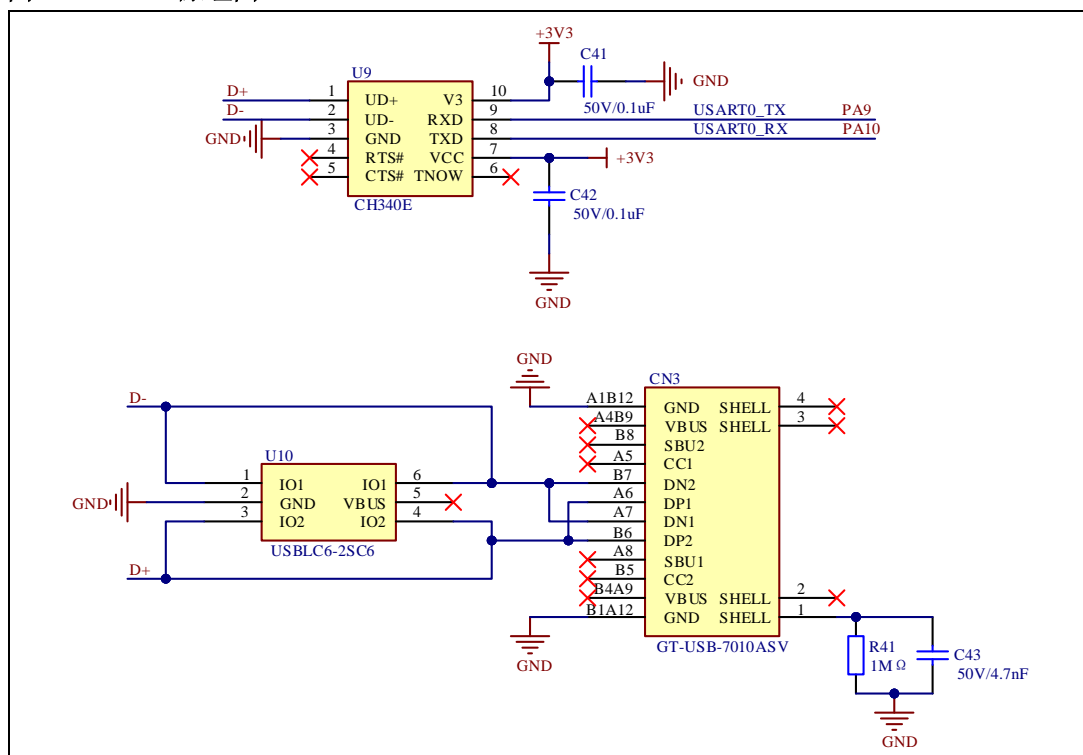 +3V3
C41
GND
50V/0.1uF
U9
D+ 1 UD+ V3 10
D- 2 UD- RXD 9 USART0_TX PA9
GND 3 GND TXD 8 USART0_RX PA10
4 RTS# VCC 7 +3V3
5 CTS# TNOW 6
CH340E
C42
50V/0.1uF
GND
GND
CN3
D-
A1B12 GND SHELL 4
A4B9 VBUS SHELL 3
B8 SBU2
A5 CC1
B7 DN2
A6 DP1
A7 DN1
B6 DP2
A8 SBU1
B5 CC2
B4A9 VBUS SHELL 2
B1A12 GND SHELL 1
GT-USB-7010ASV
U10
1 IO1 IO1 6
GND 2 GND VBUS 5
3 IO2 IO2 4
USBLC6-2SC6
D+
GND
R41
1MΩ
C43
50V/4.7nF
GND